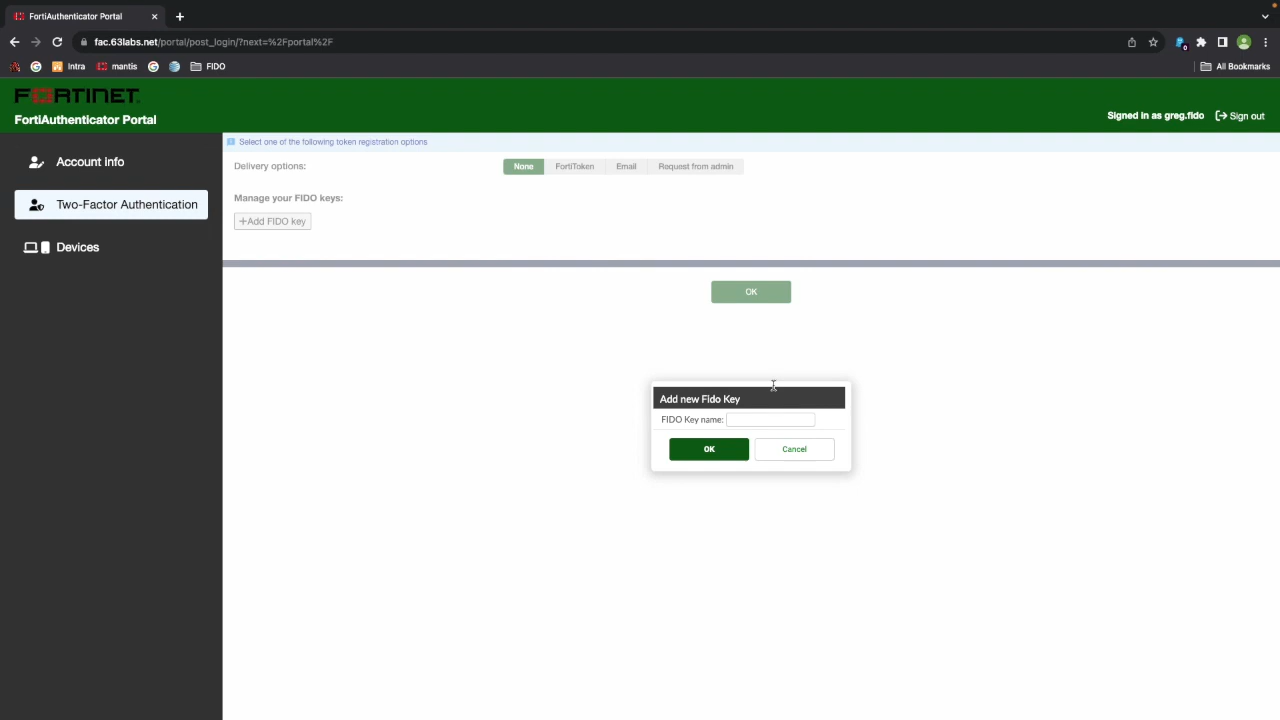 FortiAuthenticator Portal
fac.63labs.net/portal/post_login/?next=%2Fportal%2F
0
Intra
mantis
FIDO
All Bookmarks
FORTINET
FortiAuthenticator Portal
Signed in as greg.fido
Sign out
Account info
Two-Factor Authentication
Devices
Select one of the following token registration options
Delivery options:
None
FortiToken
Email
Request from admin
Manage your FIDO keys:
+Add FIDO key
OK
Add new Fido Key
FIDO Key name:
OK
Cancel